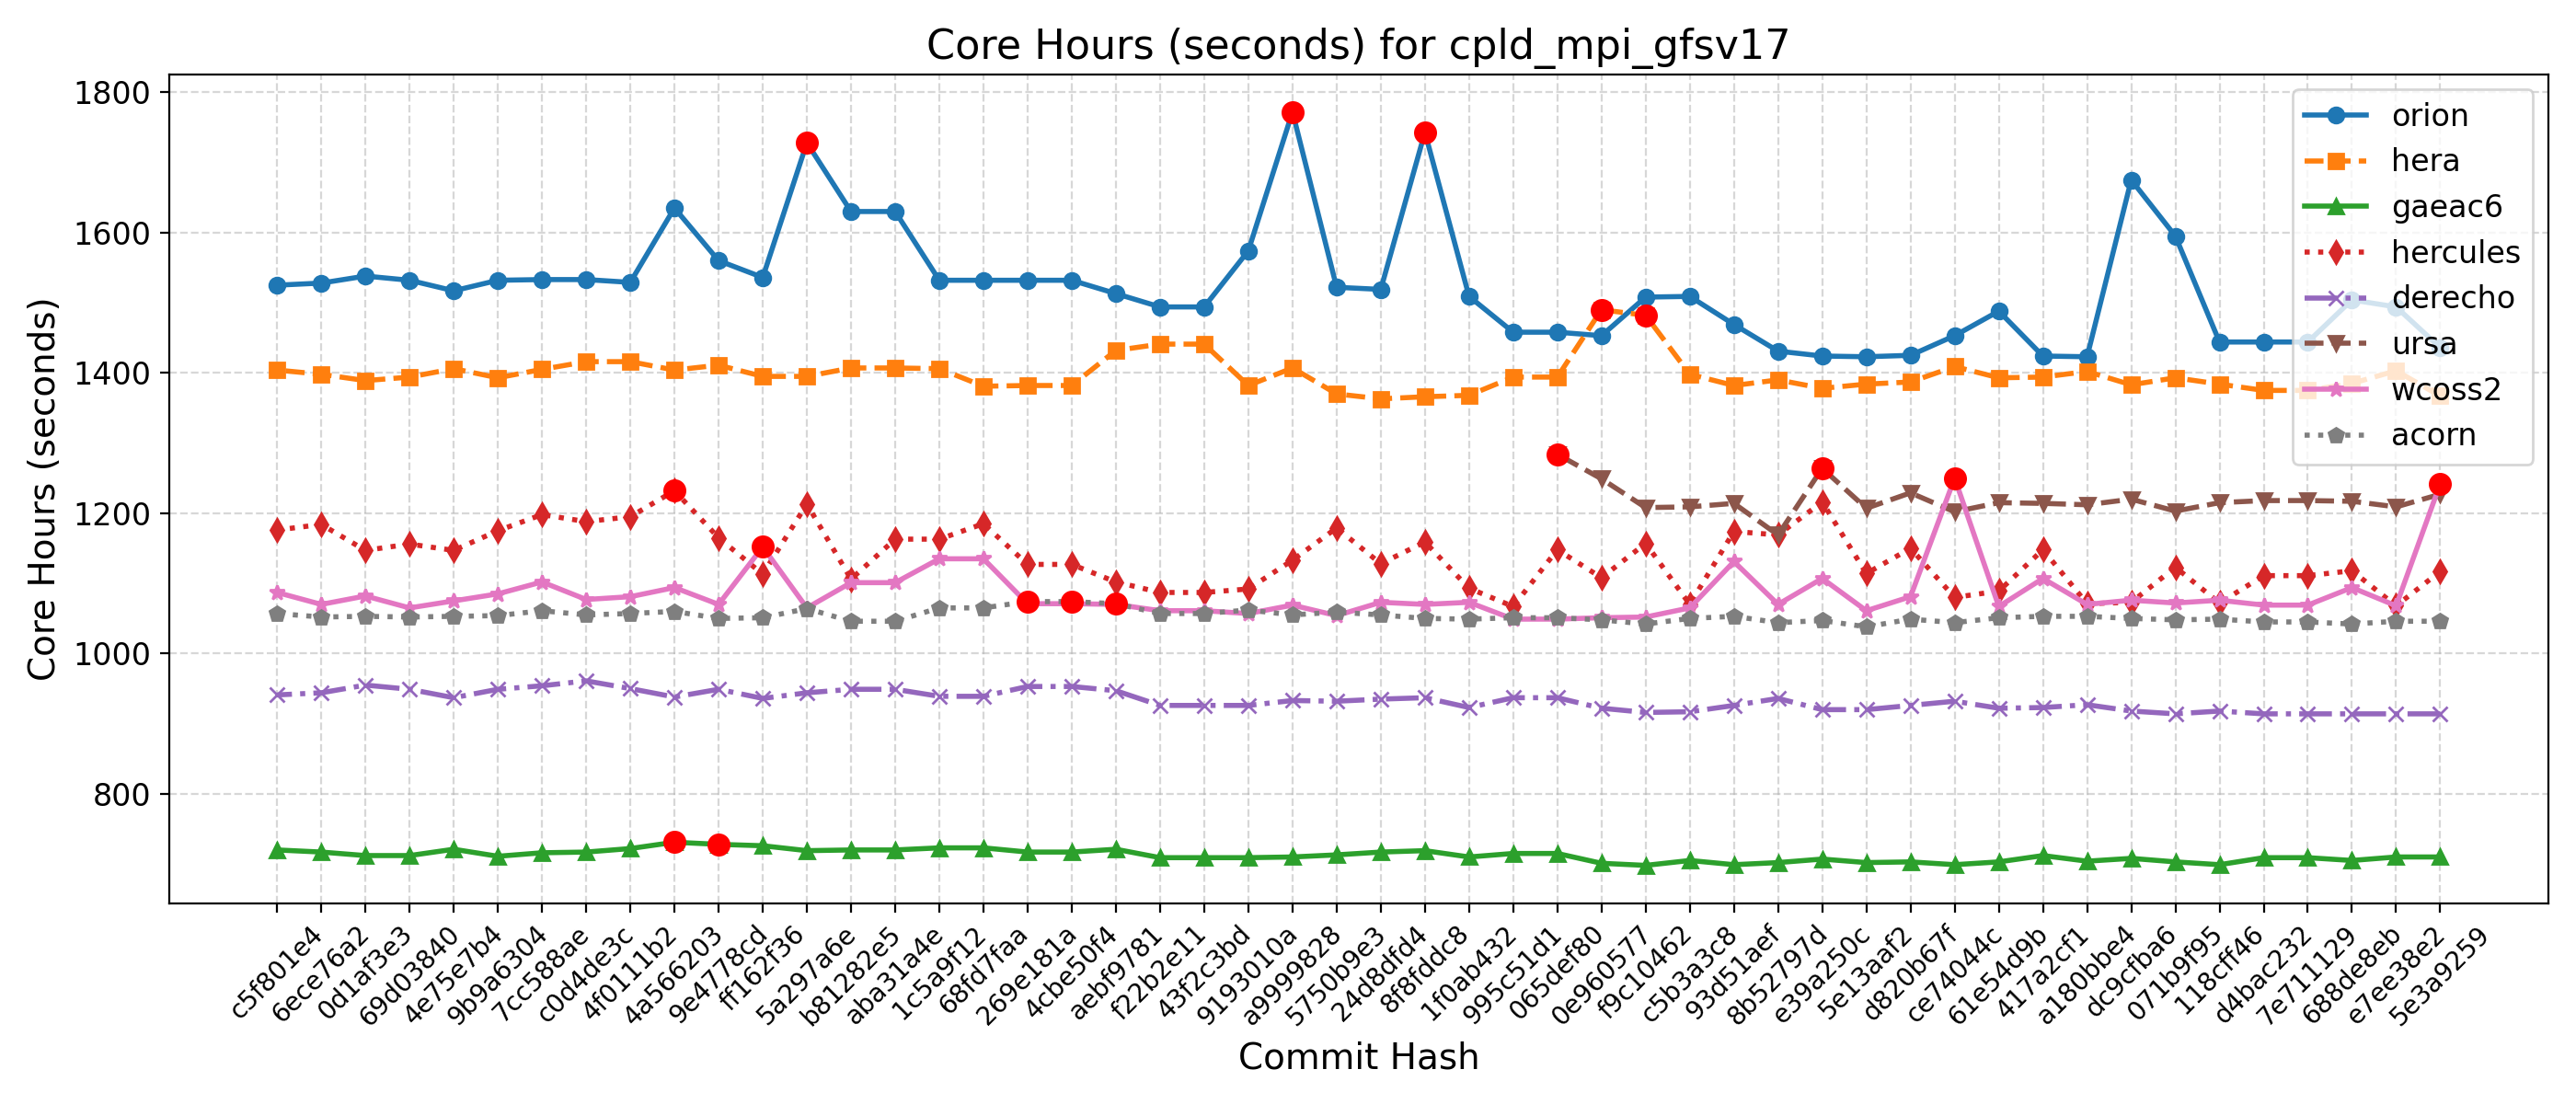 Core Hours (seconds) for cpld_mpi_gfsv17
Core Hours (seconds)
1800
1600
1400
1200
1000
800
orion
hera
gaeac6
hercules
derecho
ursa
wcoss2
acorn
c5f801e4
6ece76a2
0d1af3e3
69d03840
4e75e7b4
9b9a6304
7cc588ae
c0d4de3c
4f0111b2
4a566203
9e4778cd
ff162f36
5a297a6e
b81282e5
aba31a4e
1c5a9f12
68fd7faa
269e181a
4cbe50f4
aebf9781
f22b2e11
43f2c3bd
9193010a
a9999828
5750b9e3
24d8dfd4
8f8fddc8
1f0ab432
995c51d1
065def80
0e960577
f9c10462
c5b3a3c8
93d51aef
8b52797d
e39a250c
5e13aaf2
d820b67f
ce74044c
61e54d9b
417a2cf1
a180bbe4
dc9cfba6
071b9f95
118cff46
d4bac232
7e711129
688de8eb
e7ee38e2
5e3a9259
Commit Hash